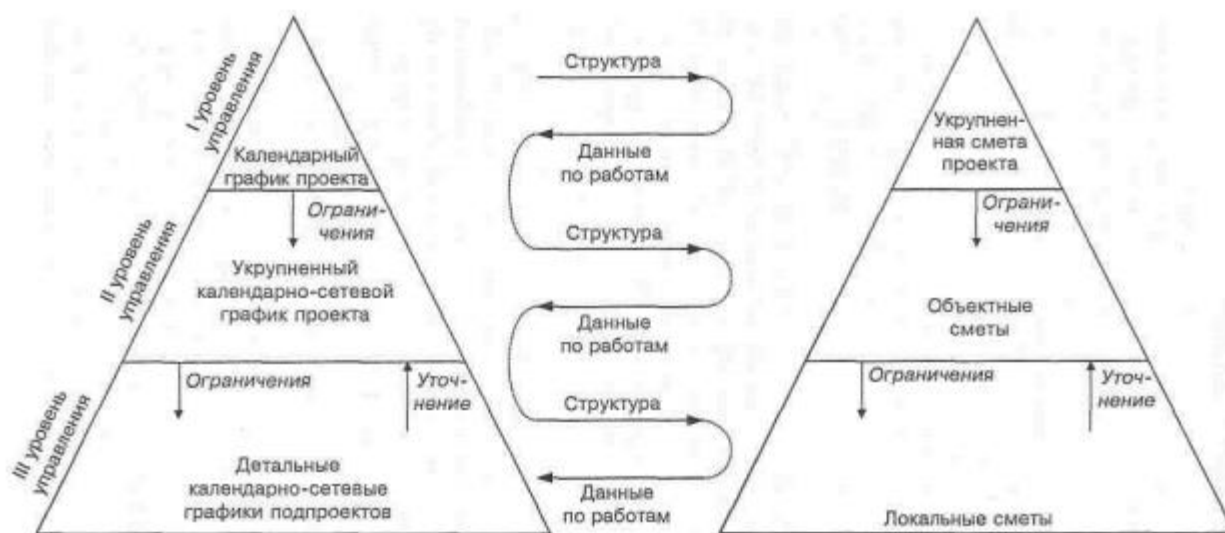 I уровень
управления
Календарный
график проекта
Ограни-
чения
II уровень
управления
Укрупненный
календарно-сетевой
график проекта
Ограничения
Уточ-
нение
III уровень
управления
Детальные
календарно-сетевые
графики подпроектов
Структура
Данные
по работам
Структура
Данные
по работам
Структура
Данные
по работам
Укрупнен-
ная смета
проекта
Ограни-
чения
Объектные
сметы
Ограничения
Уточ-
нение
Локальные сметы